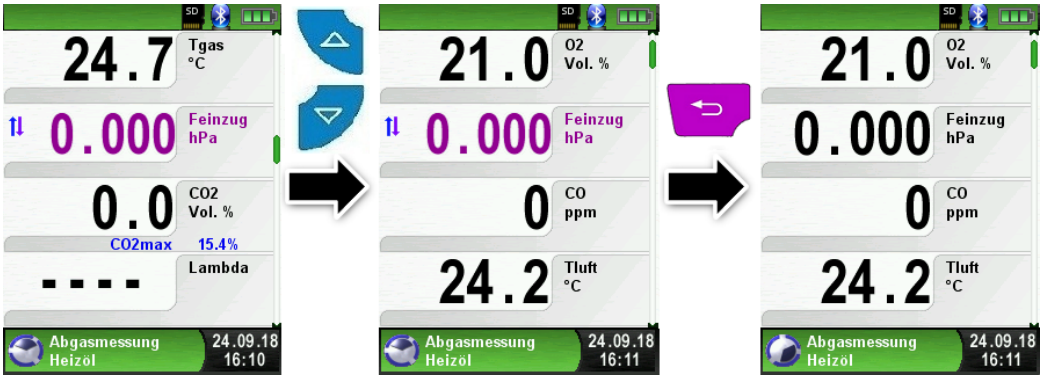 SD
24.7 Tgas
°C
0.000 Feinzug
hPa
0.0 CO2
Vol. %
CO2max 15.4%
---- Lambda
Abgasmessung 24.09.18
Heizöl 16:10
SD
21.0 O2
Vol. %
0.000 Feinzug
hPa
0 CO
ppm
24.2 Tluft
°C
Abgasmessung 24.09.18
Heizöl 16:11
SD
21.0 O2
Vol. %
0.000 Feinzug
hPa
0 CO
ppm
24.2 Tluft
°C
Abgasmessung 24.09.18
Heizöl 16:11